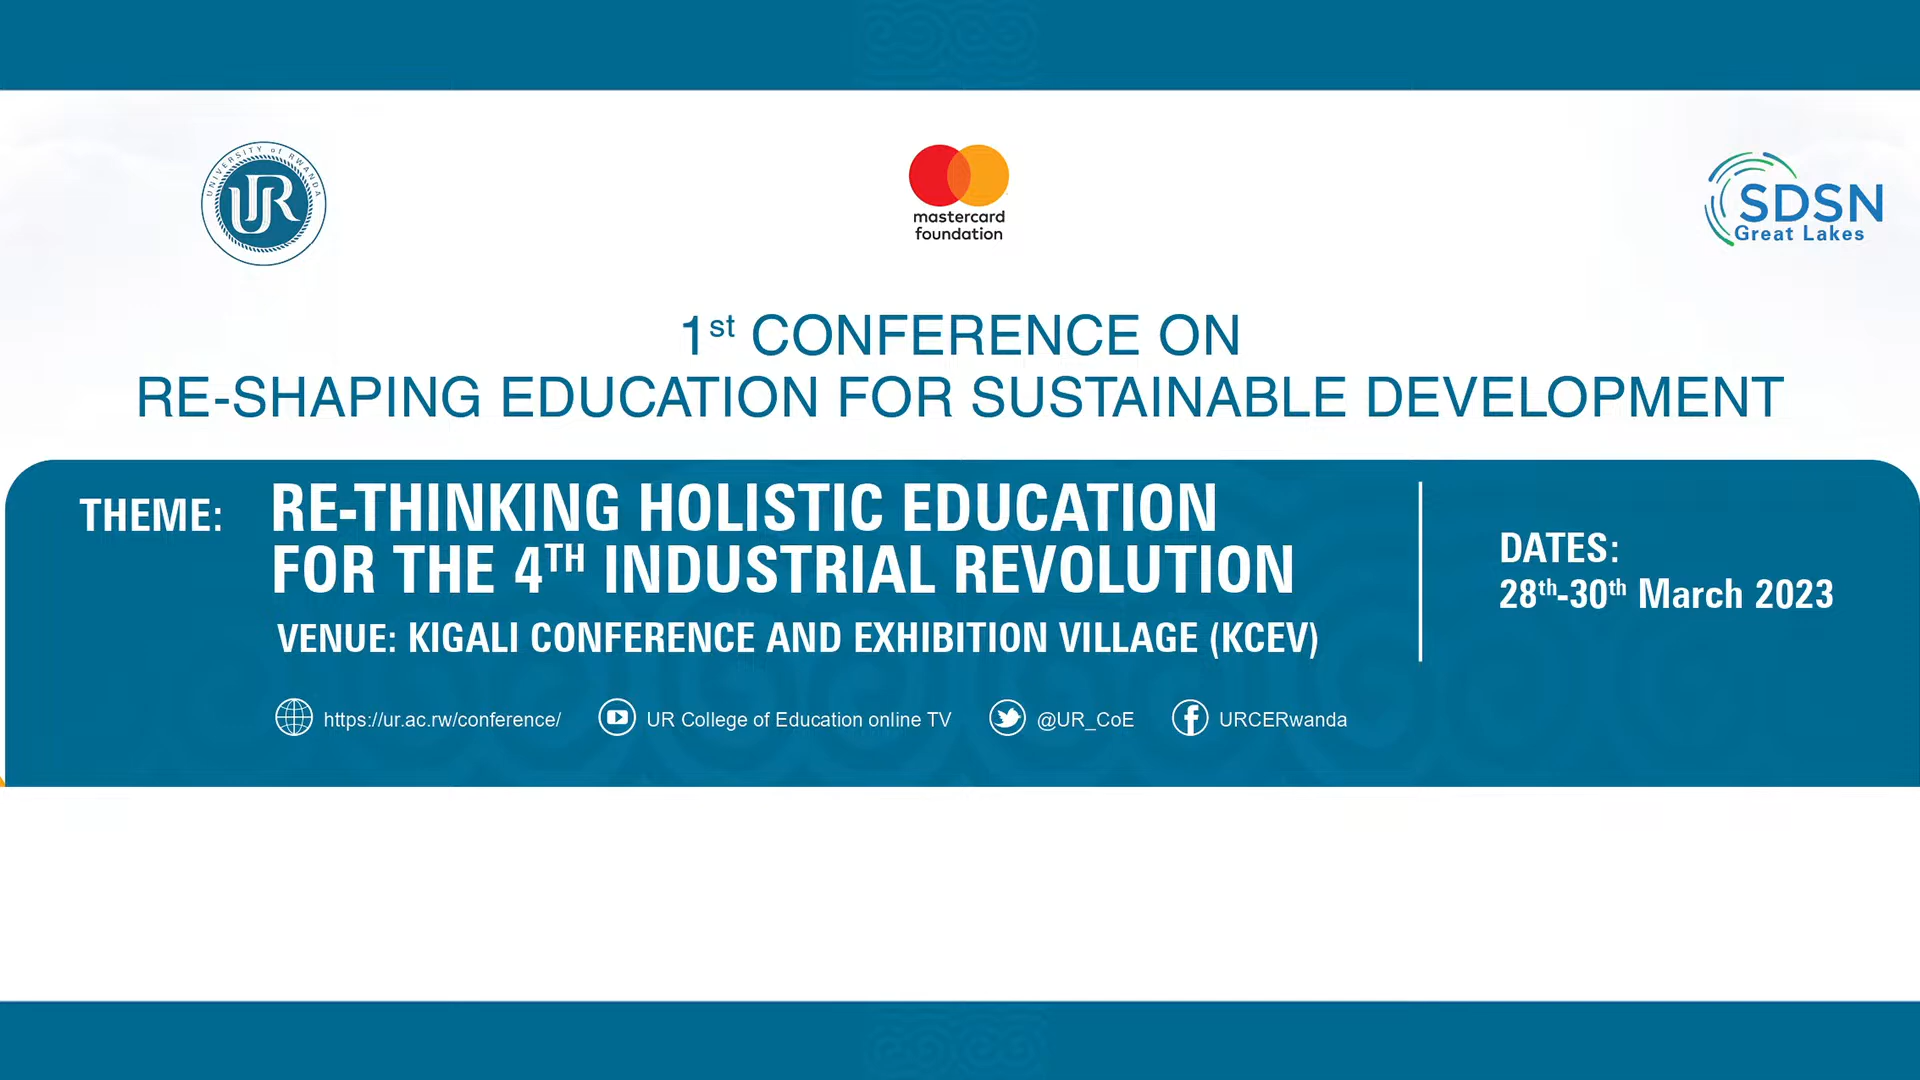 UNIVERSITY of RWANDA
UR
mastercard
foundation
SDSN
Great Lakes
1st CONFERENCE ON
RE-SHAPING EDUCATION FOR SUSTAINABLE DEVELOPMENT
THEME: RE-THINKING HOLISTIC EDUCATION
FOR THE 4TH INDUSTRIAL REVOLUTION
VENUE: KIGALI CONFERENCE AND EXHIBITION VILLAGE (KCEV)
DATES:
28th-30th March 2023
https://ur.ac.rw/conference/ UR College of Education online TV @UR_CoE URCERwanda